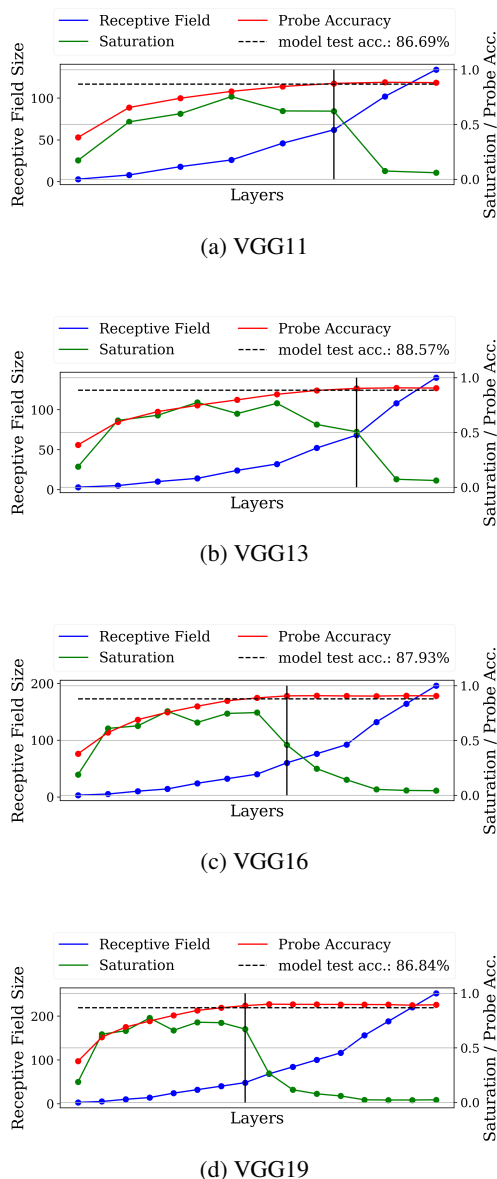 Receptive Field
Probe Accuracy
Saturation
model test acc.: 86.69%
Receptive Field Size
100
50
0
1.0
0.5
0.0
Saturation / Probe Acc.
Layers
(a) VGG11
Receptive Field
Probe Accuracy
Saturation
model test acc.: 88.57%
Receptive Field Size
100
50
0
1.0
0.5
0.0
Saturation / Probe Acc.
Layers
(b) VGG13
Receptive Field
Probe Accuracy
Saturation
model test acc.: 87.93%
Receptive Field Size
200
100
0
1.0
0.5
0.0
Saturation / Probe Acc.
Layers
(c) VGG16
Receptive Field
Probe Accuracy
Saturation
model test acc.: 86.84%
Receptive Field Size
200
100
0
1.0
0.5
0.0
Saturation / Probe Acc.
Layers
(d) VGG19